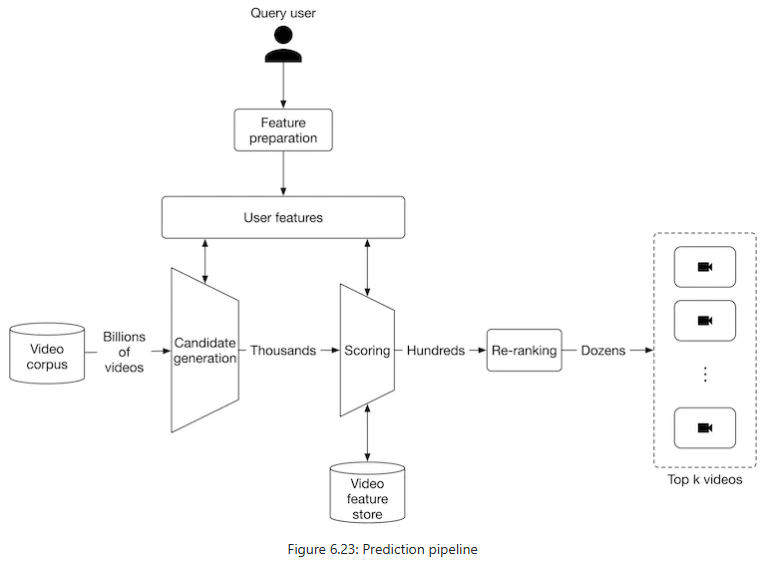 Query user
Feature
preparation
User features
Video
corpus
Billions
of
videos
Candidate
generation
Thousands
Scoring
Hundreds
Re-ranking
Dozens
Top k videos
Video
feature
store
Figure 6.23: Prediction pipeline